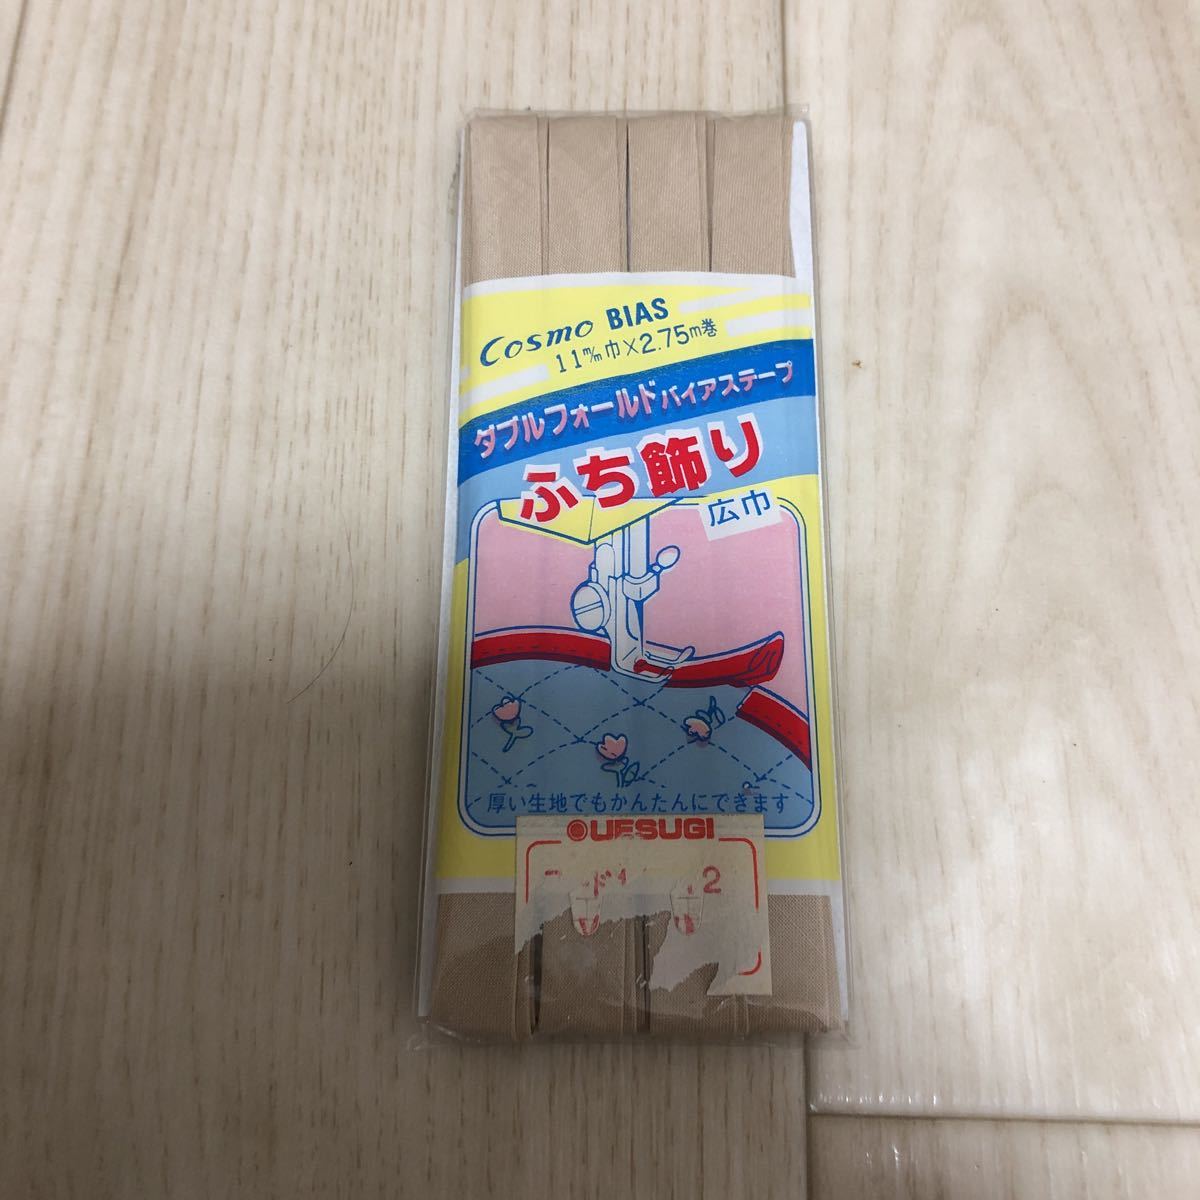 Cosmo BIAS
11m/m巾×2.75m巻
ダブルフォールドバイアステープ
ふち飾り
広巾
厚い生地でもかんたんにできます
UESUGI
2